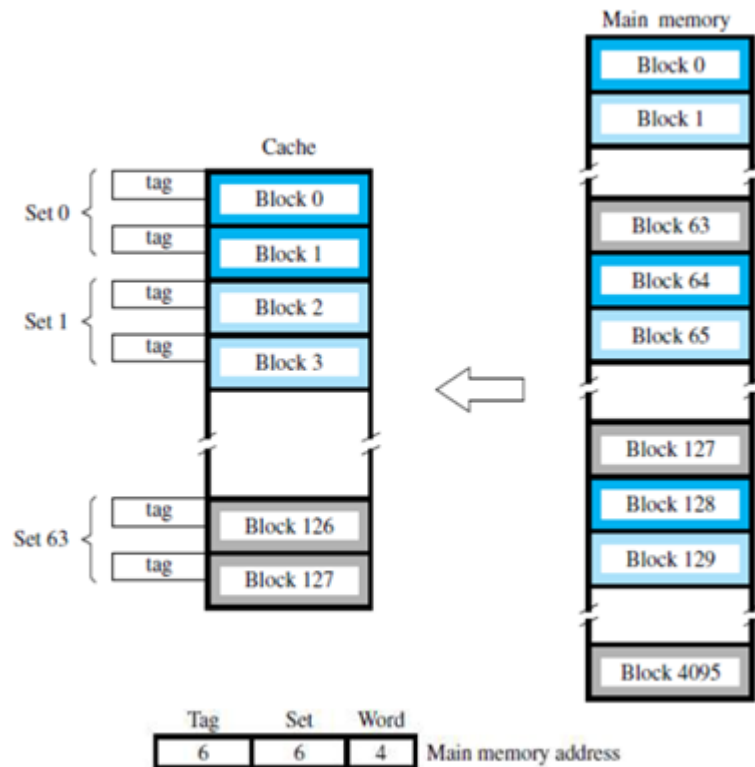 Main memory
Block 0
Block 1
Block 63
Block 64
Block 65
Block 127
Block 128
Block 129
Block 4095
Cache
Set 0
tag
Block 0
tag
Block 1
Set 1
tag
Block 2
tag
Block 3
Set 63
tag
Block 126
tag
Block 127
Tag Set Word
6 6 4 Main memory address